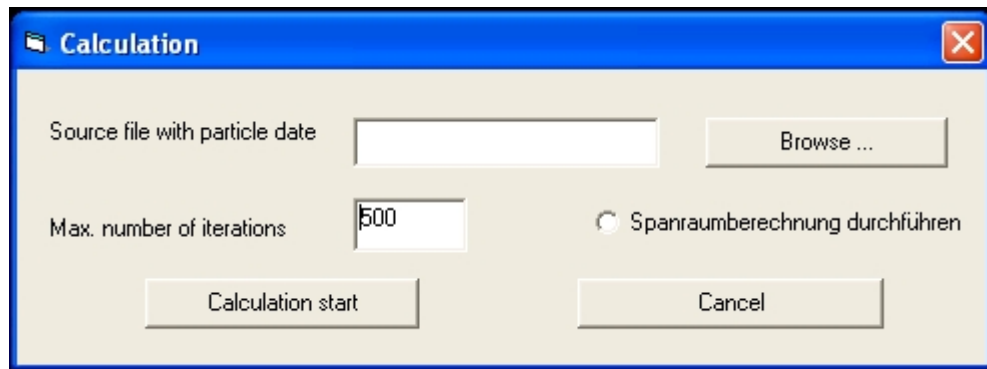 Calculation
Source file with particle date
Browse ...
Max. number of iterations
500
Spanraumberechnung durchführen
Calculation start
Cancel